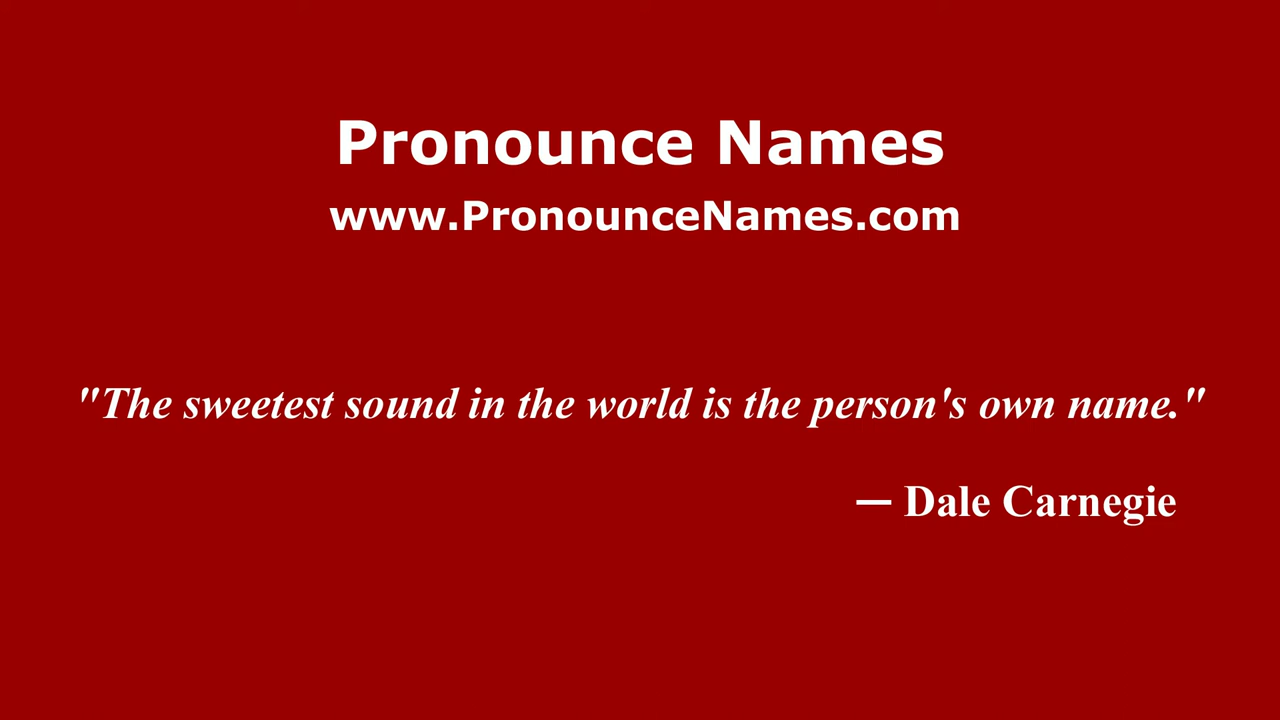 Pronounce Names
www.PronounceNames.com
"The sweetest sound in the world is the person's own name."
— Dale Carnegie